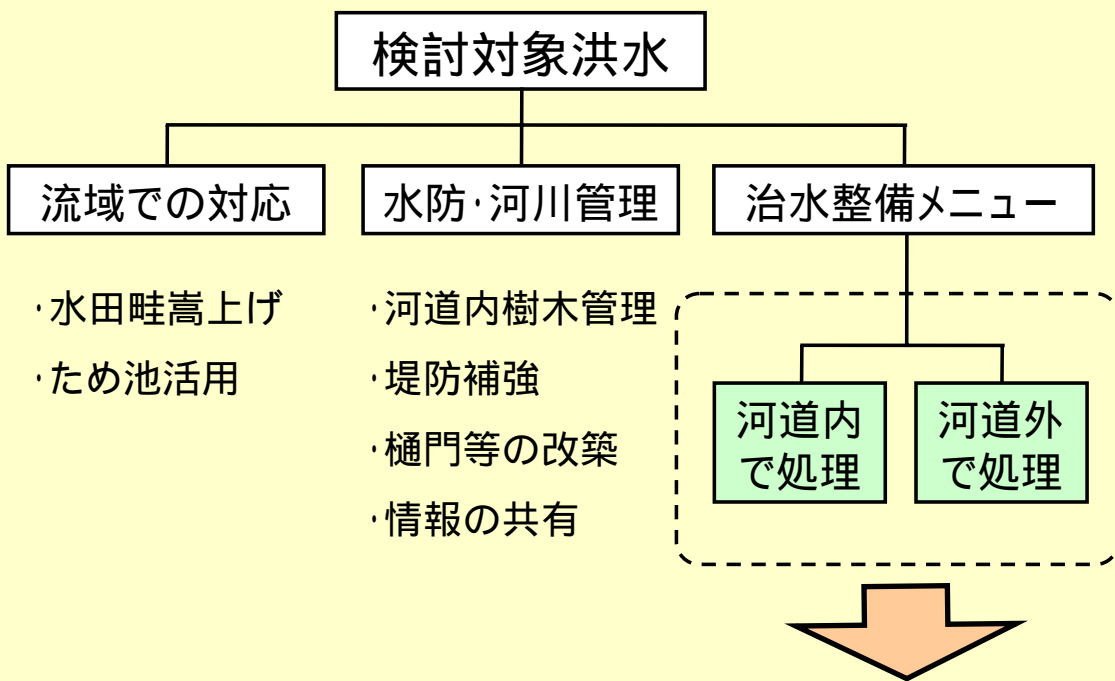 検討対象洪水
流域での対応
水防・河川管理
治水整備メニュー
・水田畦嵩上げ
・ため池活用
・河道内樹木管理
・堤防補強
・樋門等の改築
・情報の共有
河道内
で処理
河道外
で処理